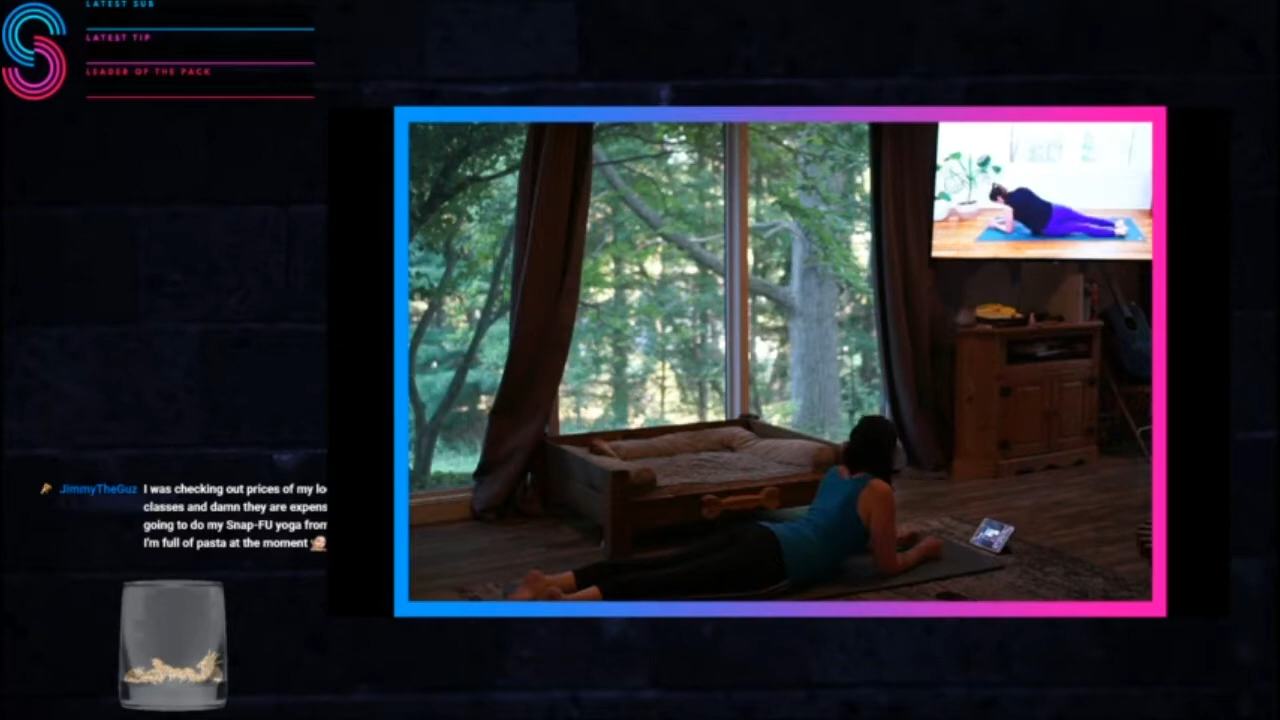 LATEST SUB
LATEST TIP
LEADER OF THE PACK
JimmyTheGuz I was checking out prices of my lo
classes and damn they are expens
going to do my Snap-FU yoga from
I'm full of pasta at the moment